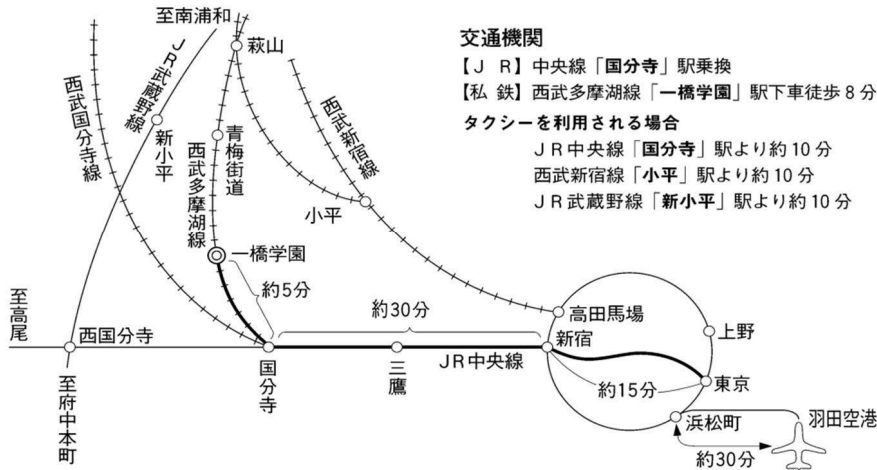 交通機関
【ＪＲ】中央線「国分寺」駅乗換
【私鉄】西武多摩湖線「一橋学園」駅下車徒歩８分
タクシーを利用される場合
ＪＲ中央線「国分寺」駅より約10分
西武新宿線「小平」駅より約10分
ＪＲ武蔵野線「新小平」駅より約10分
至南浦和
萩山
ＪＲ武蔵野線
西武国分寺線
新小平
青梅街道
西武多摩湖線
西武新宿線
小平
一橋学園
約5分
至高尾
西国分寺
約30分
高田馬場
新宿
上野
国分寺
三鷹
ＪＲ中央線
約15分
東京
至府中本町
浜松町
羽田空港
約30分